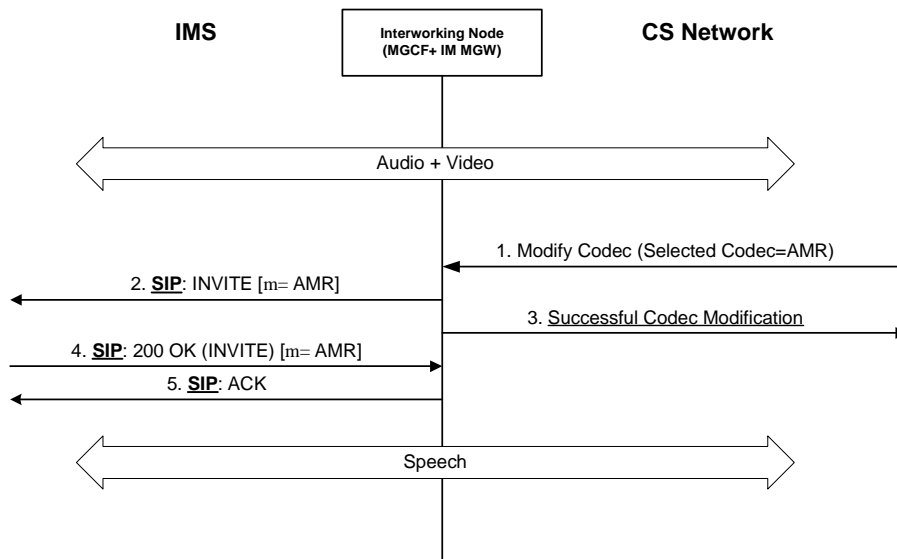 IMS
Interworking Node
(MGCF+ IM MGW)
CS Network
Audio + Video
1. Modify Codec (Selected Codec=AMR)
2. SIP: INVITE [m= AMR]
3. Successful Codec Modification
4. SIP: 200 OK (INVITE) [m= AMR]
5. SIP: ACK
Speech